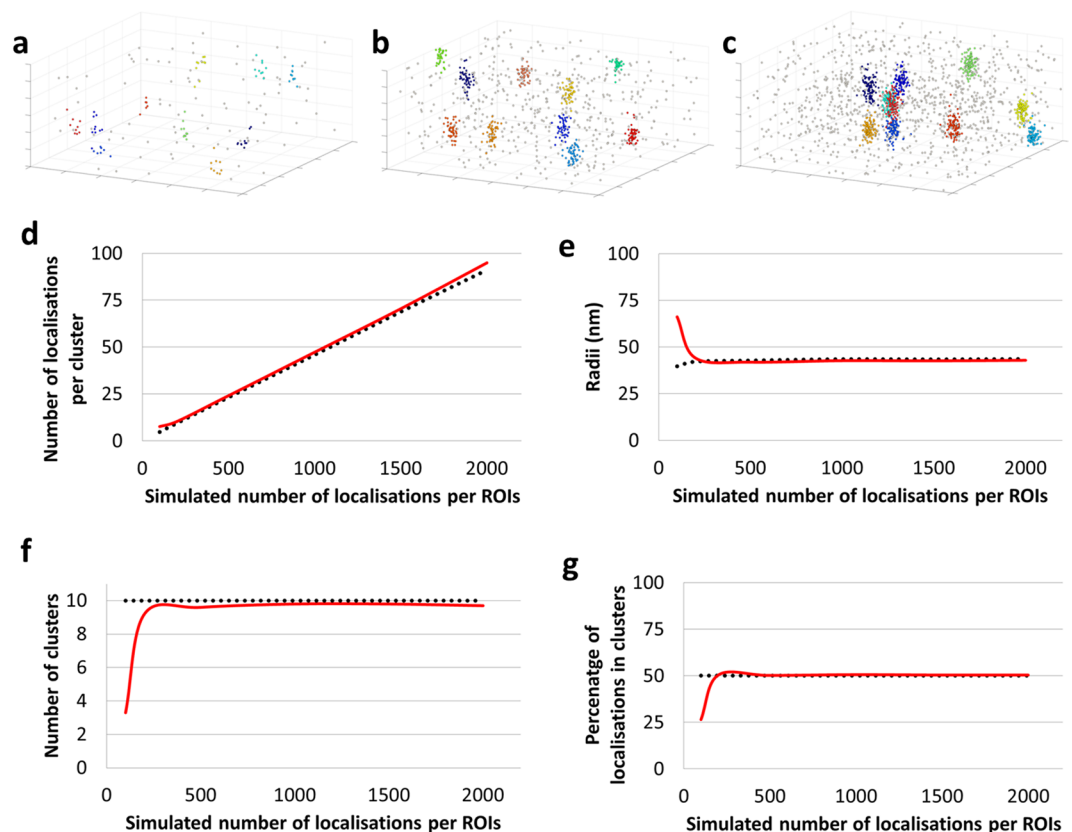 a
b
c
d
Number of localisations
per cluster
100
75
50
25
0
0 500 1000 1500 2000
Simulated number of localisations per ROIs
e
Radii (nm)
100
75
50
25
0
0 500 1000 1500 2000
Simulated number of localisations per ROIs
f
Number of clusters
10
8
6
4
2
0
0 500 1000 1500 2000
Simulated number of localisations per ROIs
g
Percenatge of
localisations in clusters
100
75
50
25
0
0 500 1000 1500 2000
Simulated number of localisations per ROIs